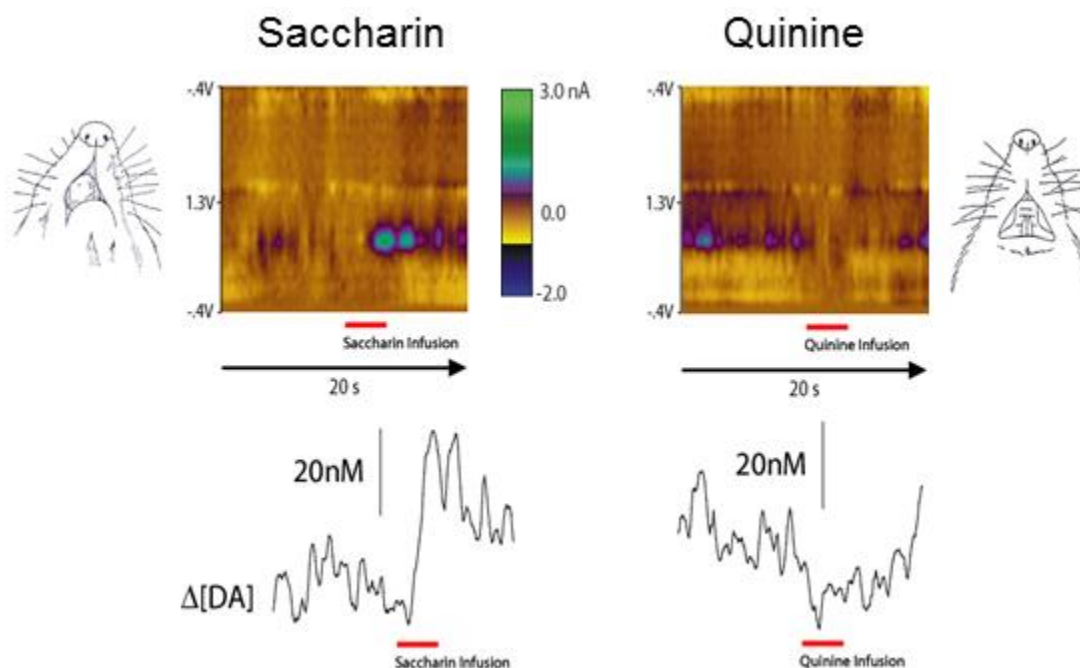 Saccharin
Quinine
-.4V
1.3V
-.4V
3.0 nA
0.0
-2.0
-.4V
1.3V
-.4V
Saccharin Infusion
20 s
Quinine Infusion
20 s
20nM
Δ[DA]
Saccharin Infusion
20nM
Quinine Infusion